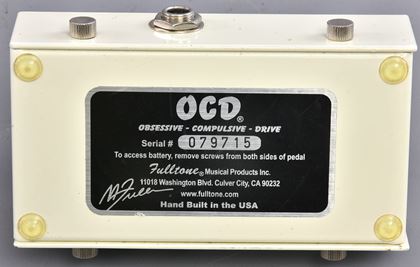 OCD®
OBSESSIVE - COMPULSIVE - DRIVE
Serial # 079715
To access battery, remove screws from both sides of pedal
Fulltone® Musical Products Inc.
11018 Washington Blvd. Culver City, CA 90232
www.fulltone.com
M. Fuller
Hand Built in the USA